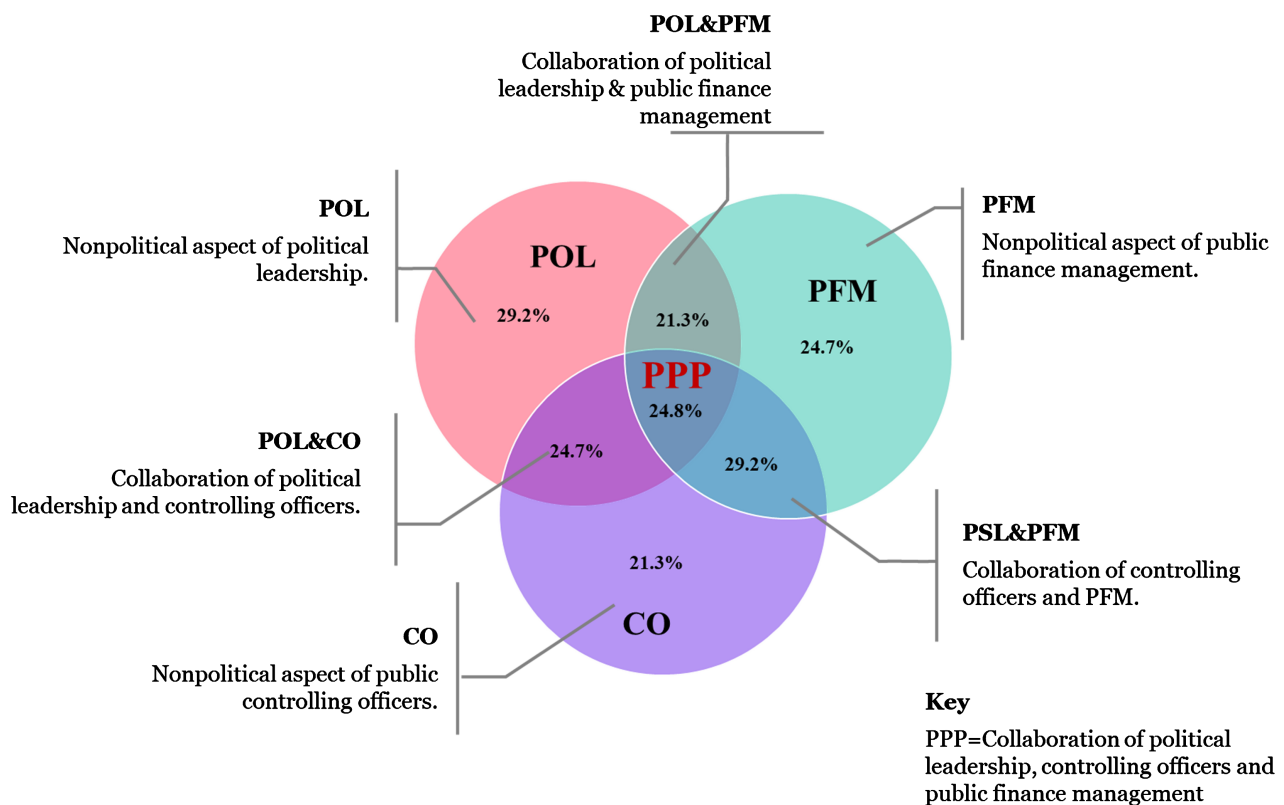 POL&PFM
Collaboration of political
leadership & public finance
management
POL
Nonpolitical aspect of political
leadership.
PFM
Nonpolitical aspect of public
finance management.
POL
29.2%
PFM
24.7%
21.3%
PPP
24.8%
24.7%
29.2%
POL&CO
Collaboration of political
leadership and controlling officers.
PSL&PFM
Collaboration of controlling
officers and PFM.
21.3%
CO
CO
Nonpolitical aspect of public
controlling officers.
Key
PPP=Collaboration of political
leadership, controlling officers and
public finance management